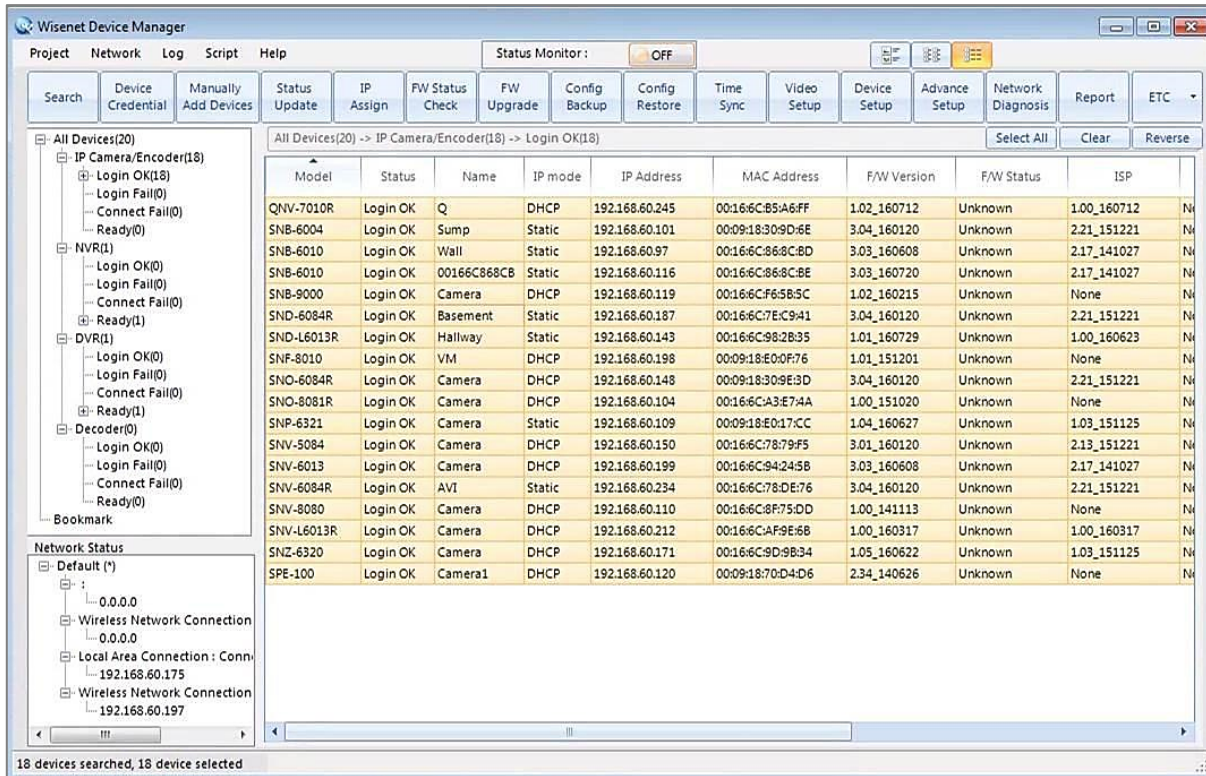 Wisenet Device Manager
Project Network Log Script Help Status Monitor : OFF
Search Device Credential Manually Add Devices Status Update IP Assign FW Status Check FW Upgrade Config Backup Config Restore Time Sync Video Setup Device Setup Advance Setup Network Diagnosis Report ETC
All Devices(20) -> IP Camera/Encoder(18) -> Login OK(18) Select All Clear Reverse
All Devices(20)
IP Camera/Encoder(18)
Login OK(18)
Login Fail(0)
Connect Fail(0)
Ready(0)
NVR(1)
Login OK(0)
Login Fail(0)
Connect Fail(0)
Ready(1)
DVR(1)
Login OK(0)
Login Fail(0)
Connect Fail(0)
Ready(1)
Decoder(0)
Login OK(0)
Login Fail(0)
Connect Fail(0)
Ready(0)
Bookmark
Network Status
Default (*)
:
0.0.0.0
Wireless Network Connection
0.0.0.0
Local Area Connection : Conn
192.168.60.175
Wireless Network Connection
192.168.60.197
Model Status Name IP mode IP Address MAC Address F/W Version F/W Status ISP
QNV-7010R Login OK Q DHCP 192.168.60.245 00:16:6C:B5:A6:FF 1.02_160712 Unknown 1.00_160712
SNB-6004 Login OK Sump Static 192.168.60.101 00:09:18:30:9D:6E 3.04_160120 Unknown 2.21_151221
SNB-6010 Login OK Wall Static 192.168.60.97 00:16:6C:86:8C:BD 3.03_160608 Unknown 2.17_141027
SNB-6010 Login OK 00166C868CB Static 192.168.60.116 00:16:6C:86:8C:BE 3.03_160720 Unknown 2.17_141027
SNB-9000 Login OK Camera DHCP 192.168.60.119 00:16:6C:F6:5B:5C 1.02_160215 Unknown None
SND-6084R Login OK Basement Static 192.168.60.187 00:16:6C:7E:C9:41 3.04_160120 Unknown 2.21_151221
SND-L6013R Login OK Hallway Static 192.168.60.143 00:16:6C:98:2B:35 1.01_160729 Unknown 1.00_160623
SNF-8010 Login OK VM DHCP 192.168.60.198 00:09:18:E0:0F:76 1.01_151201 Unknown None
SNO-6084R Login OK Camera DHCP 192.168.60.148 00:09:18:30:9E:3D 3.04_160120 Unknown 2.21_151221
SNO-8081R Login OK Camera DHCP 192.168.60.104 00:16:6C:A3:E7:4A 1.00_151020 Unknown None
SNP-6321 Login OK Camera Static 192.168.60.109 00:09:18:E0:17:CC 1.04_160627 Unknown 1.03_151125
SNV-5084 Login OK Camera DHCP 192.168.60.150 00:16:6C:78:79:F5 3.01_160120 Unknown 2.13_151221
SNV-6013 Login OK Camera DHCP 192.168.60.199 00:16:6C:94:24:5B 3.03_160608 Unknown 2.17_141027
SNV-6084R Login OK AVI Static 192.168.60.234 00:16:6C:78:DE:76 3.04_160120 Unknown 2.21_151221
SNV-8080 Login OK Camera DHCP 192.168.60.110 00:16:6C:8F:75:DD 1.00_141113 Unknown None
SNV-L6013R Login OK Camera DHCP 192.168.60.212 00:16:6C:AF:9E:6B 1.00_160317 Unknown 1.00_160317
SNZ-6320 Login OK Camera DHCP 192.168.60.171 00:16:6C:9D:9B:34 1.05_160622 Unknown 1.03_151125
SPE-100 Login OK Camera1 DHCP 192.168.60.120 00:09:18:70:D4:D6 2.34_140626 Unknown None
18 devices searched, 18 device selected